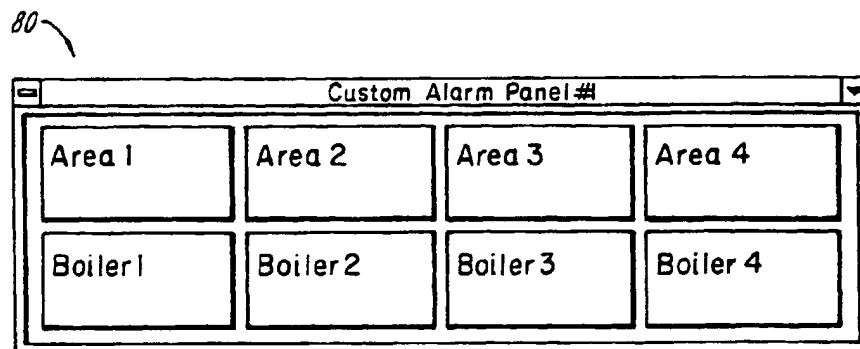 80
Custom Alarm Panel #1
Area 1 Area 2 Area 3 Area 4
Boiler 1 Boiler 2 Boiler 3 Boiler 4